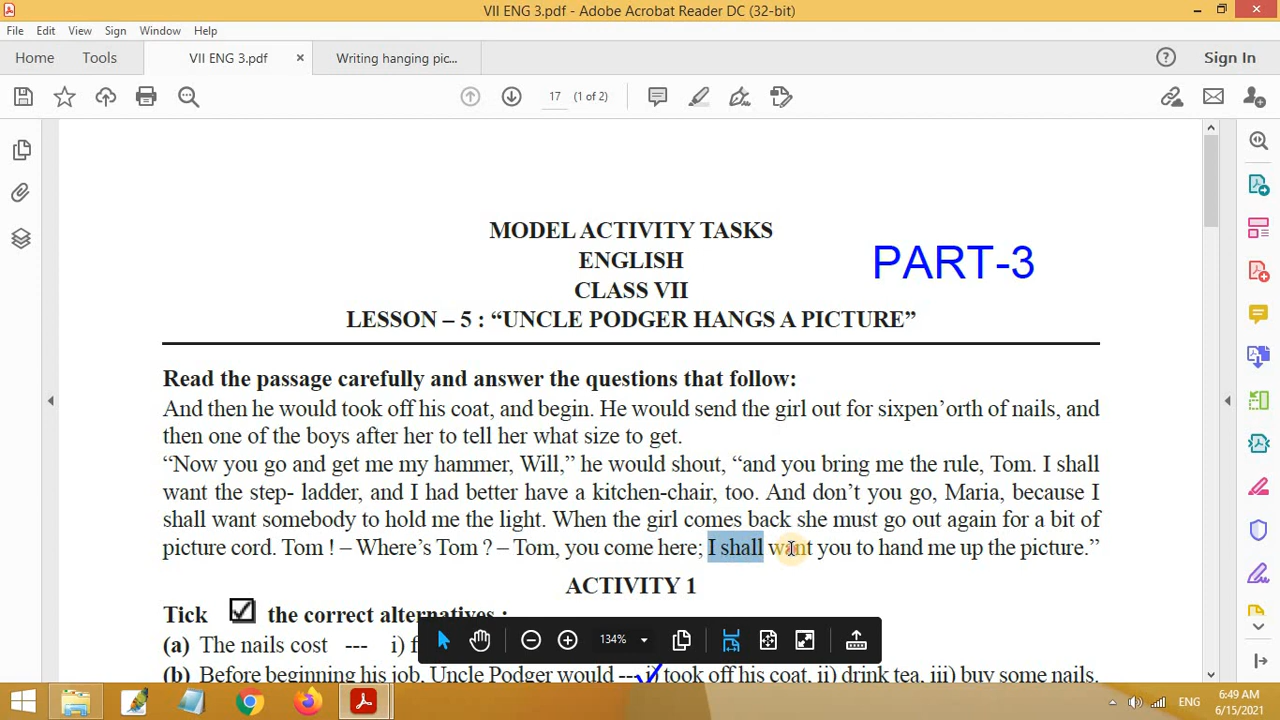 VII ENG 3.pdf - Adobe Acrobat Reader DC (32-bit)
File Edit View Sign Window Help
Home Tools VII ENG 3.pdf × Writing hanging pic... Sign In
17 (1 of 2)
MODEL ACTIVITY TASKS
ENGLISH
CLASS VII
PART-3
LESSON – 5 : “UNCLE PODGER HANGS A PICTURE”
Read the passage carefully and answer the questions that follow:
And then he would took off his coat, and begin. He would send the girl out for sixpen’orth of nails, and
then one of the boys after her to tell her what size to get.
“Now you go and get me my hammer, Will,” he would shout, “and you bring me the rule, Tom. I shall
want the step- ladder, and I had better have a kitchen-chair, too. And don’t you go, Maria, because I
shall want somebody to hold me the light. When the girl comes back she must go out again for a bit of
picture cord. Tom ! – Where’s Tom ? – Tom, you come here; I shall want you to hand me up the picture.”
ACTIVITY 1
Tick the correct alternatives :
(a) The nails cost --- i)
134%
(b) Before beginning his job, Uncle Podger would --- i) took off his coat, ii) drink tea, iii) buy some nails.
ENG
6:49 AM
6/15/2021